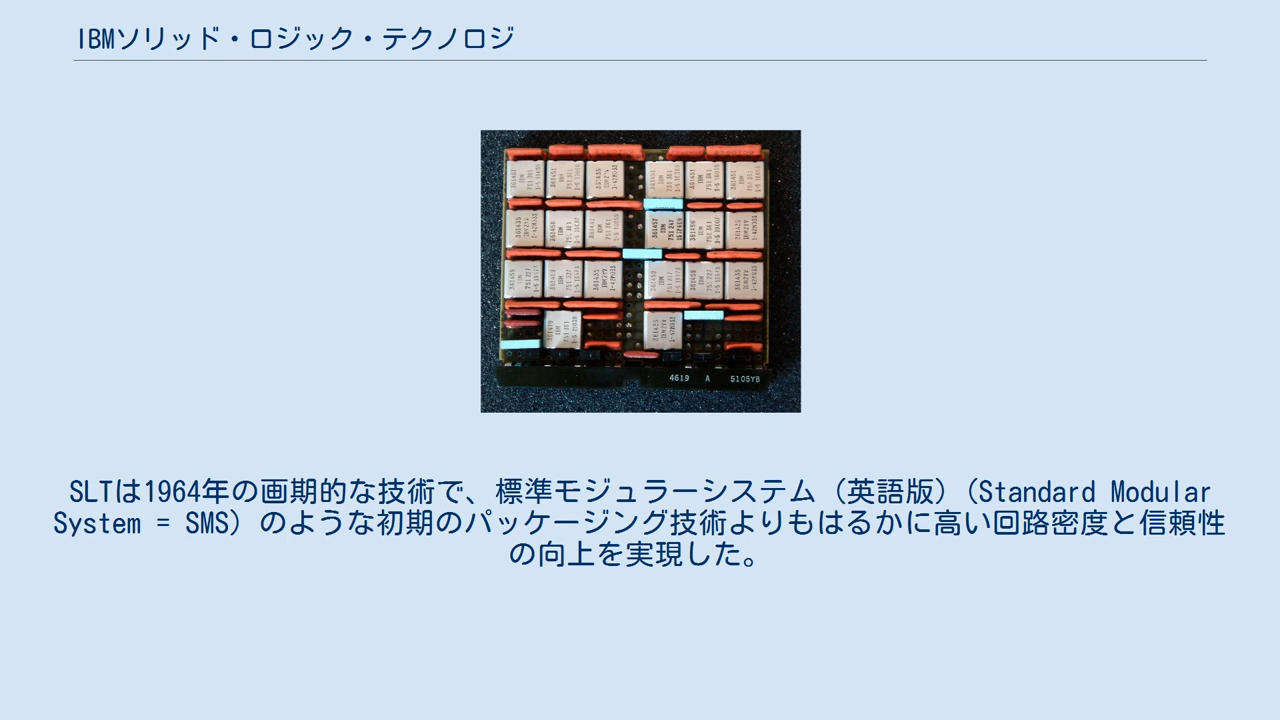 IBMソリッド・ロジック・テクノロジ
4619 A 5105YB
SLTは1964年の画期的な技術で、標準モジュラーシステム（英語版）(Standard Modular
System = SMS）のような初期のパッケージング技術よりもはるかに高い回路密度と信頼性
の向上を実現した。